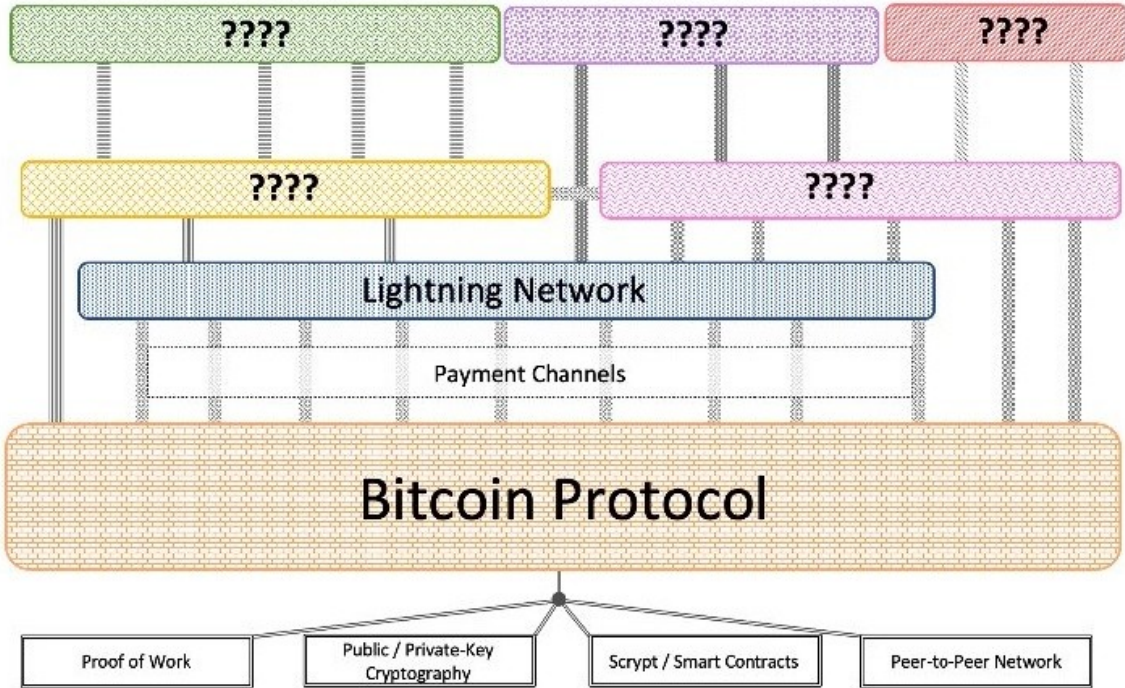 ???? ???? ????
???? ????
Lightning Network
Payment Channels
Bitcoin Protocol
Proof of Work
Public / Private-Key
Cryptography
Scrypt / Smart Contracts
Peer-to-Peer Network